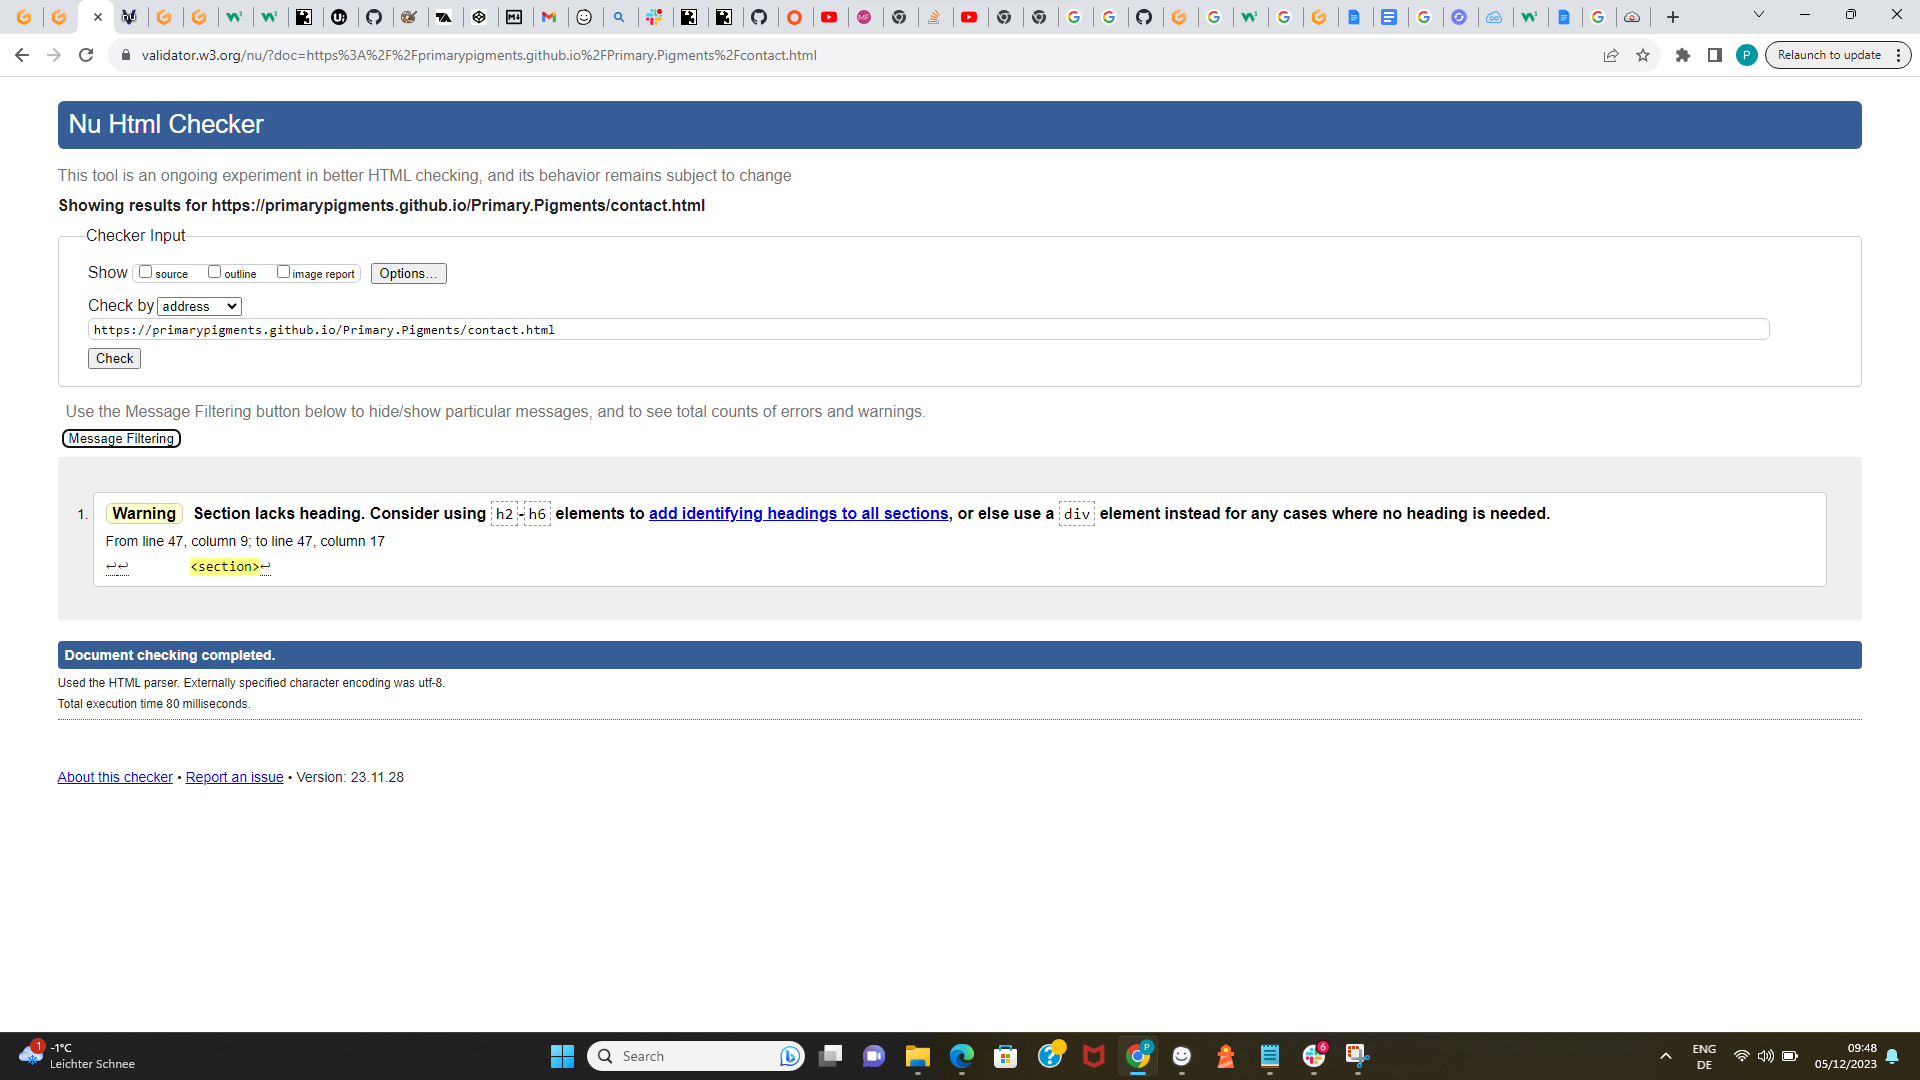 validator.w3.org/nu/?doc=https%3A%2F%2Fprimarypigments.github.io%2FPrimary.Pigments%2Fcontact.html
P
Relaunch to update
Nu Html Checker
This tool is an ongoing experiment in better HTML checking, and its behavior remains subject to change
Showing results for https://primarypigments.github.io/Primary.Pigments/contact.html
Checker Input
Show source outline image report Options...
Check by address
https://primarypigments.github.io/Primary.Pigments/contact.html
Check
Use the Message Filtering button below to hide/show particular messages, and to see total counts of errors and warnings.
Message Filtering
1. Warning Section lacks heading. Consider using h2-h6 elements to add identifying headings to all sections, or else use a div element instead for any cases where no heading is needed.
From line 47, column 9; to line 47, column 17
↩↩ <section>↩
Document checking completed.
Used the HTML parser. Externally specified character encoding was utf-8.
Total execution time 80 milliseconds.
About this checker • Report an issue • Version: 23.11.28
1
-1°C
Leichter Schnee
Search
P
6
ENG
DE
09:48
05/12/2023